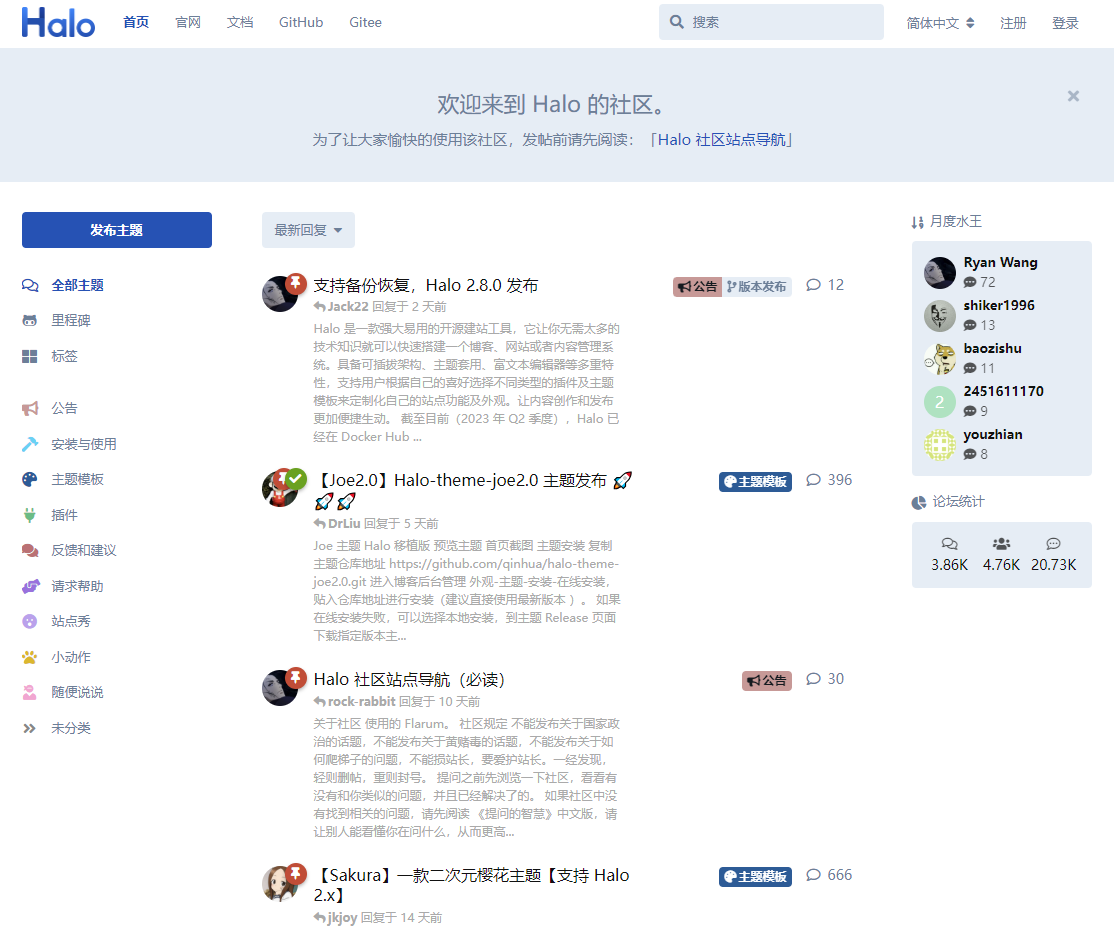 Halo
首页
官网
文档
GitHub
Gitee
搜索
简体中文
注册
登录
欢迎来到 Halo 的社区。
为了让大家愉快的使用该社区，发帖前请先阅读：「Halo 社区站点导航」
发布主题
全部主题
里程碑
标签
公告
安装与使用
主题模板
插件
反馈和建议
请求帮助
站点秀
小动作
随便说说
未分类
最新回复
支持备份恢复，Halo 2.8.0 发布
公告
版本发布
12
Jack22 回复于 2 天前
Halo 是一款强大易用的开源建站工具，它让你无需太多的
技术知识就可以快速搭建一个博客、网站或者内容管理系
统。具备可插拔架构、主题套用、富文本编辑器等多重特
性，支持用户根据自己的喜好选择不同类型的插件及主题
模板来定制化自己的站点功能及外观。让内容创作和发布
更加便捷生动。 截至目前（2023 年 Q2 季度），Halo 已
经在 Docker Hub ...
【Joe2.0】Halo-theme-joe2.0 主题发布 🚀
🚀🚀
主题模板
396
DrLiu 回复于 5 天前
Joe 主题 Halo 移植版 预览主题 首页截图 主题安装 复制
主题仓库地址 https://github.com/qinhua/halo-theme-
joe2.0.git 进入博客后台管理 外观-主题-安装-在线安装，
贴入仓库地址进行安装（建议直接使用最新版本 ）。 如果
在线安装失败，可以选择本地安装，到主题 Release 页面
下载指定版本主...
Halo 社区站点导航（必读）
公告
30
rock-rabbit 回复于 10 天前
关于社区 使用的 Flarum。 社区规定 不能发布关于国家政
治的话题，不能发布关于黄赌毒的话题，不能发布关于如
何爬梯子的问题，不能损站长，要爱护站长。一经发现，
轻则删帖，重则封号。 提问之前先浏览一下社区，看看有
没有和你类似的问题，并且已经解决了的。 如果社区中没
有找到相关的问题，请先阅读 《提问的智慧》中文版，请
让别人能看懂你在问什么，从而更高...
【Sakura】一款二次元樱花主题【支持 Halo
2.x】
主题模板
666
jkjoy 回复于 14 天前
月度水王
Ryan Wang
72
shiker1996
13
baozishu
11
2
2451611170
9
youzhian
8
论坛统计
3.86K
4.76K
20.73K